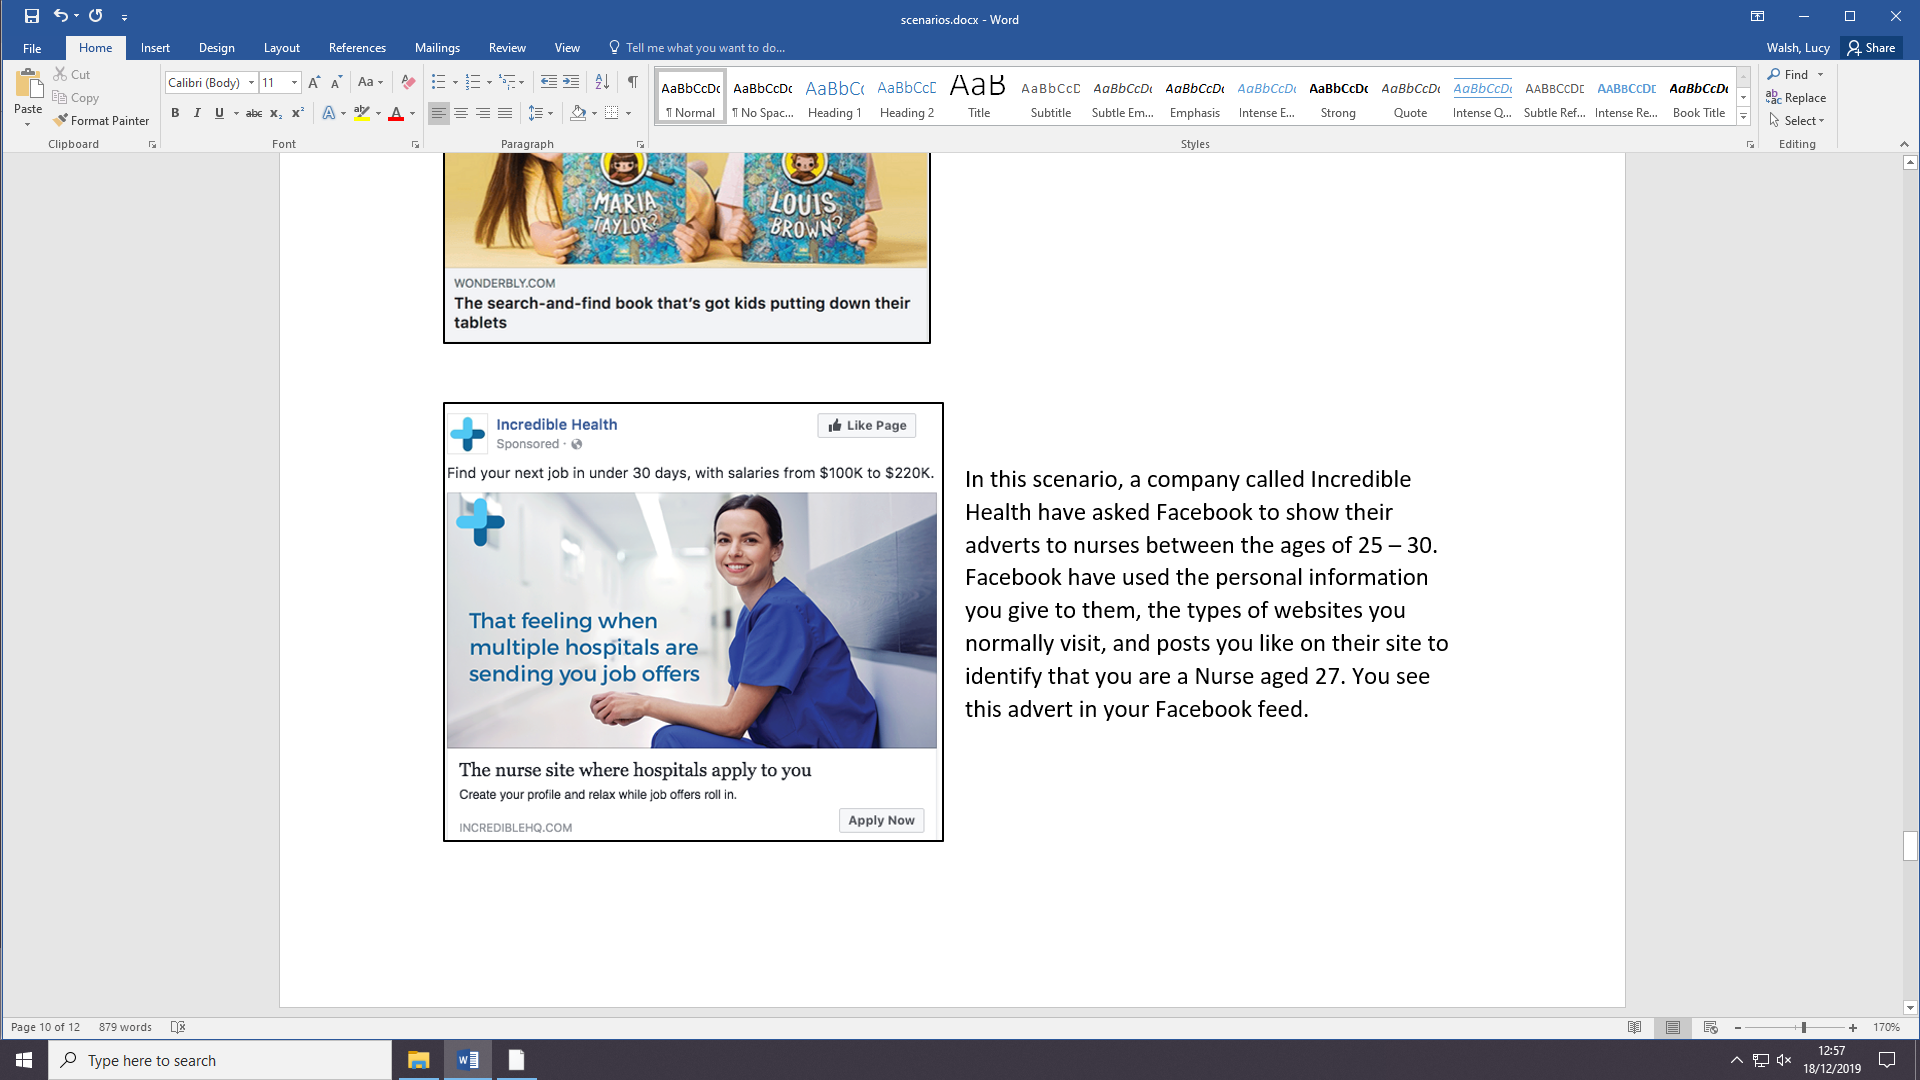 scenarios.docx - Word
File
Home
Insert
Design
Layout
References
Mailings
Review
View
Tell me what you want to do...
Walsh, Lucy
Share
Paste
Cut
Copy
Format Painter
Clipboard
Calibri (Body)
11
Aa
B I U abc x₂ x²
A
A
Font
Paragraph
AaBbCcDc
AaBbCcDc
AaBbC(
AaBbCcC
AaB
AaBbCcD
AaBbCcDc
AaBbCcDc
AaBbCcDc
AaBbCcDc
AaBbCcDc
AaBbCcDc
AaBbCcDc
AaBbCcDc
AaBbCcDc
¶ Normal
¶ No Spac...
Heading 1
Heading 2
Title
Subtitle
Subtle Em...
Emphasis
Intense E...
Strong
Quote
Intense Q...
Subtle Ref...
Intense Re...
Book Title
Styles
Find
Replace
Select
Editing
MARIA
TAYLOR?
LOUIS
BROWN?
WONDERBLY.COM
The search-and-find book that's got kids putting down their
tablets
Incredible Health
Sponsored ·
Like Page
Find your next job in under 30 days, with salaries from $100K to $220K.
That feeling when
multiple hospitals are
sending you job offers
The nurse site where hospitals apply to you
Create your profile and relax while job offers roll in.
INCREDIBLEHQ.COM
Apply Now
In this scenario, a company called Incredible
Health have asked Facebook to show their
adverts to nurses between the ages of 25 – 30.
Facebook have used the personal information
you give to them, the types of websites you
normally visit, and posts you like on their site to
identify that you are a Nurse aged 27. You see
this advert in your Facebook feed.
Page 10 of 12
879 words
170%
Type here to search
12:57
18/12/2019